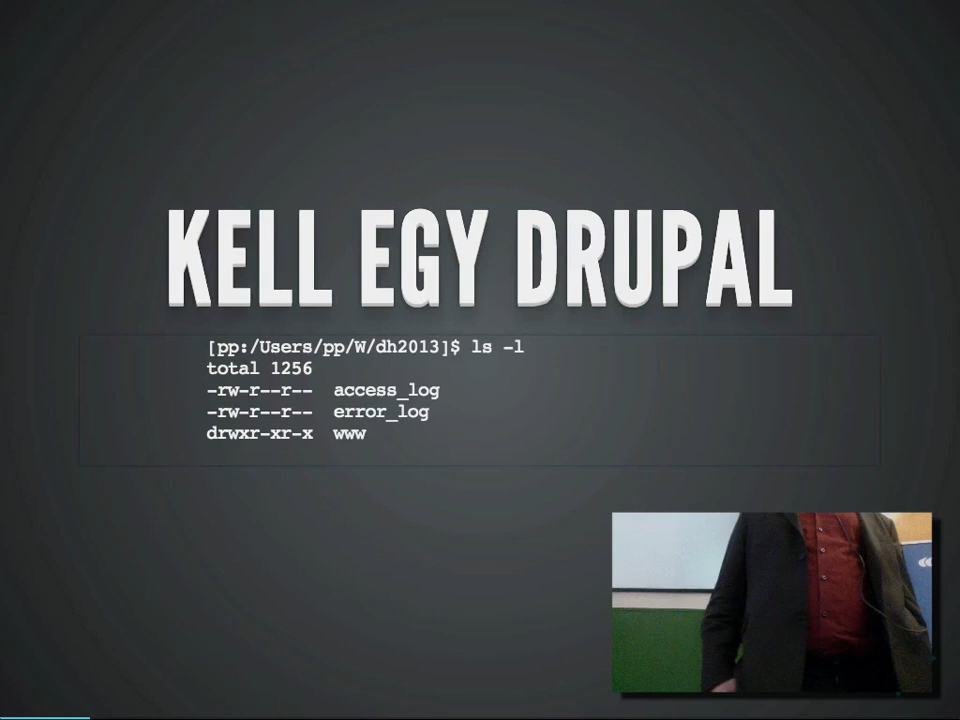 KELL EGY DRUPAL
[pp:/Users/pp/W/dh2013]$ ls -l
total 1256
-rw-r--r--  access_log
-rw-r--r--  error_log
drwxr-xr-x  www